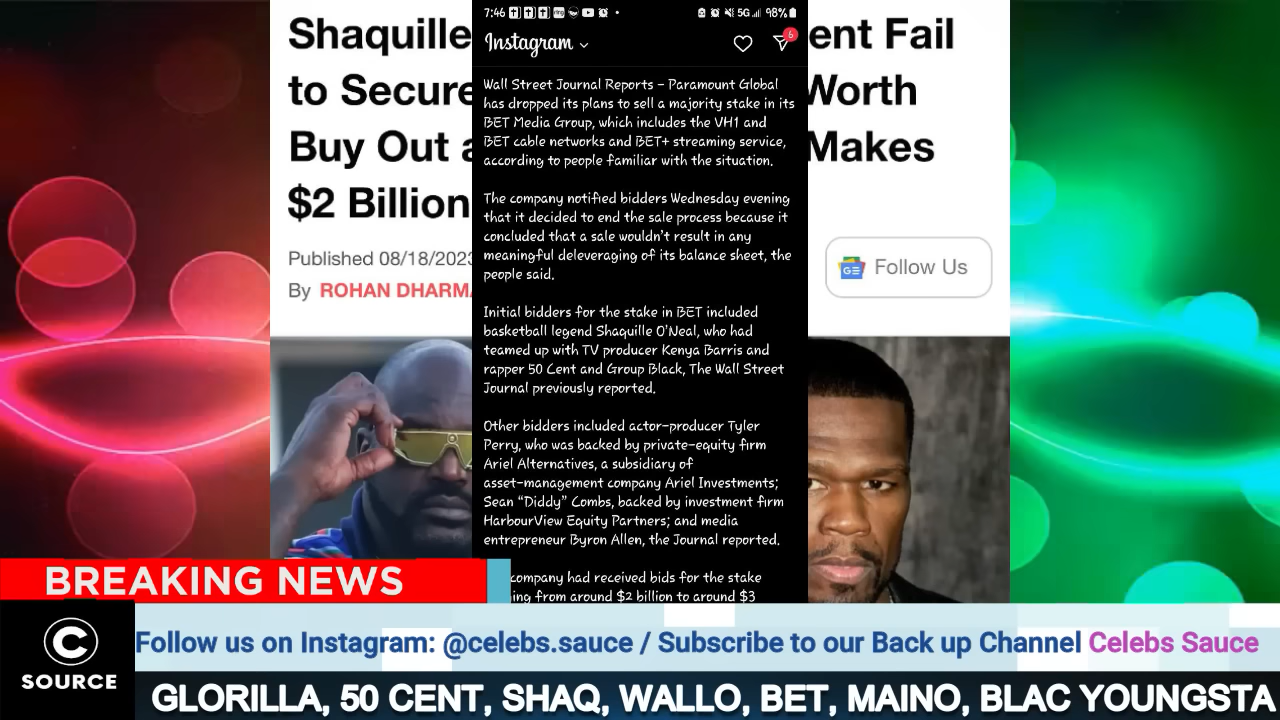 Shaquille
ent Fail
to Secure
Worth
Buy Out a
Makes
$2 Billion
Published 08/18/2023
By ROHAN DHARMA
GE Follow Us
7:46
5G 98%
Instagram
6
Wall Street Journal Reports - Paramount Global
has dropped its plans to sell a majority stake in its
BET Media Group, which includes the VH1 and
BET cable networks and BET+ streaming service,
according to people familiar with the situation.
The company notified bidders Wednesday evening
that it decided to end the sale process because it
concluded that a sale wouldn't result in any
meaningful deleveraging of its balance sheet, the
people said.
Initial bidders for the stake in BET included
basketball legend Shaquille O'Neal, who had
teamed up with TV producer Kenya Barris and
rapper 50 Cent and Group Black, The Wall Street
Journal previously reported.
Other bidders included actor-producer Tyler
Perry, who was backed by private-equity firm
Ariel Alternatives, a subsidiary of
asset-management company Ariel Investments;
Sean "Diddy" Combs, backed by investment firm
HarbourView Equity Partners; and media
entrepreneur Byron Allen, the Journal reported.
company had received bids for the stake
ing from around $2 billion to around $3
BREAKING NEWS
C
SOURCE
Follow us on Instagram: @celebs.sauce / Subscribe to our Back up Channel Celebs Sauce
GLORILLA, 50 CENT, SHAQ, WALLO, BET, MAINO, BLAC YOUNGSTA